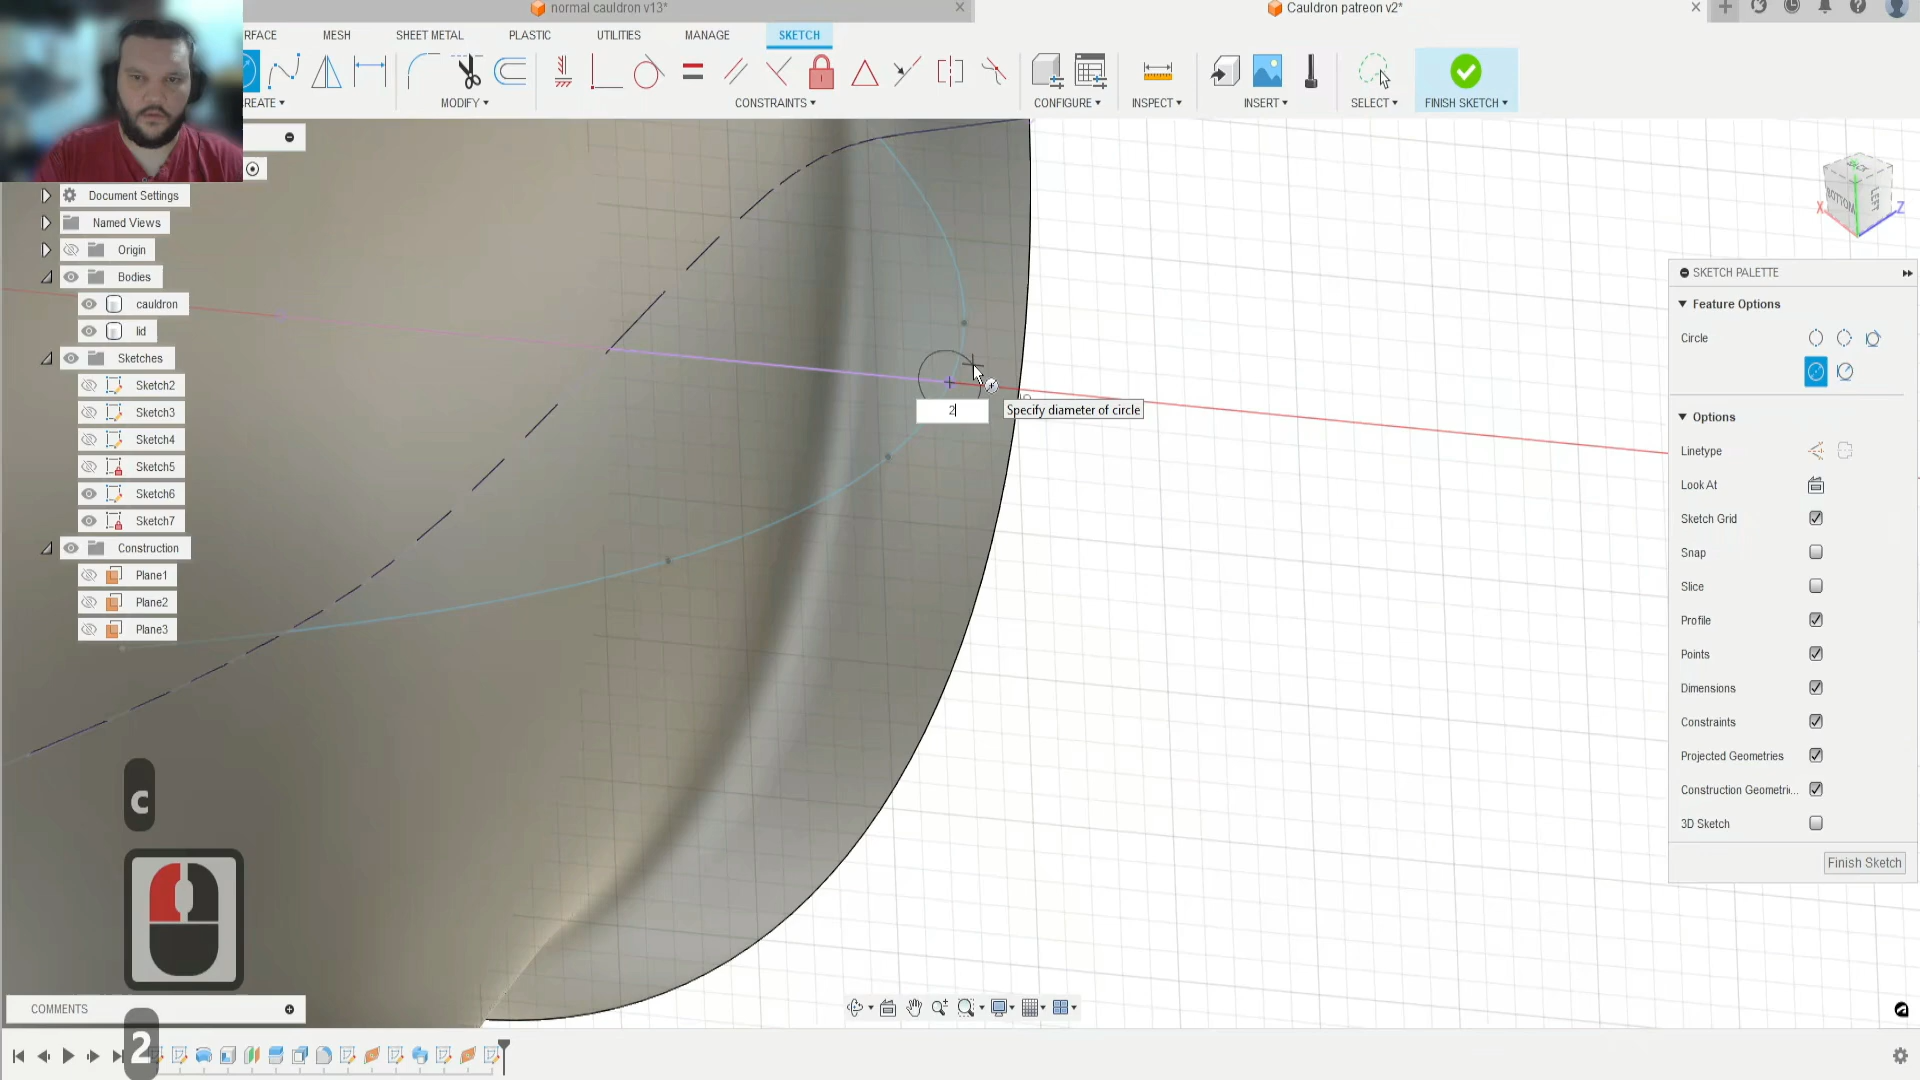 normal cauldron v13*
Cauldron patreon v2*
RFACE
MESH
SHEET METAL
PLASTIC
UTILITIES
MANAGE
SKETCH
REATE
MODIFY
CONSTRAINTS
CONFIGURE
INSPECT
INSERT
SELECT
FINISH SKETCH
Document Settings
Named Views
Origin
Bodies
cauldron
lid
Sketches
Sketch2
Sketch3
Sketch4
Sketch5
Sketch6
Sketch7
Construction
Plane1
Plane2
Plane3
2
Specify diameter of circle
BOTTOM
LEFT
X
Z
SKETCH PALETTE
Feature Options
Circle
Options
Linetype
Look At
Sketch Grid
Snap
Slice
Profile
Points
Dimensions
Constraints
Projected Geometries
Construction Geometri...
3D Sketch
Finish Sketch
c
2
COMMENTS